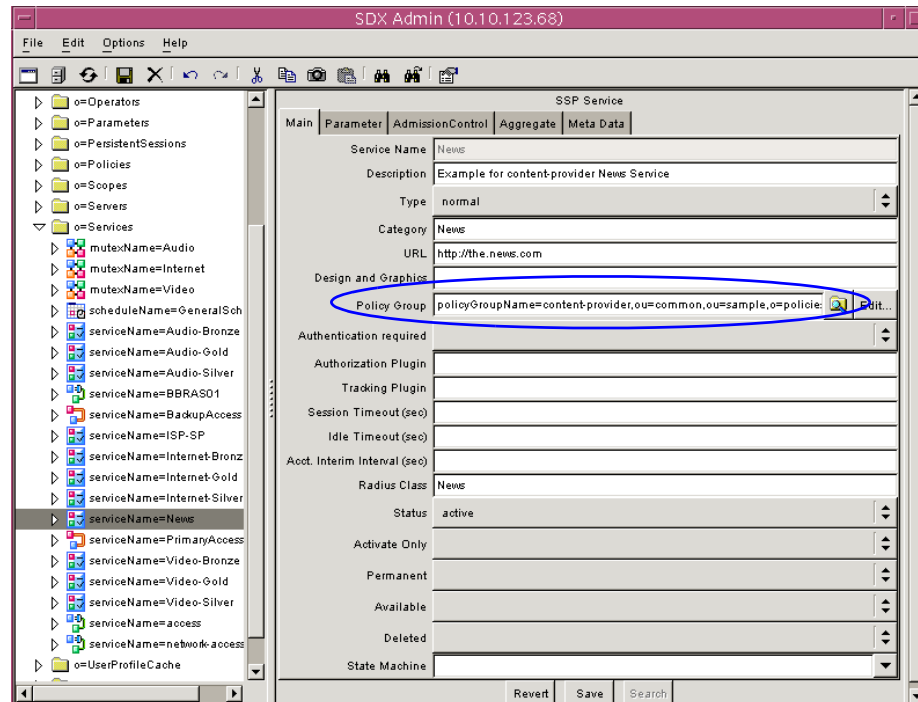 SDX Admin (10.10.123.68)
File Edit Options Help
o=Operators
o=Parameters
o=PersistentSessions
o=Policies
o=Scopes
o=Servers
o=Services
mutexName=Audio
mutexName=Internet
mutexName=Video
scheduleName=GeneralSch
serviceName=Audio-Bronze
serviceName=Audio-Gold
serviceName=Audio-Silver
serviceName=BBRAS01
serviceName=BackupAccess
serviceName=ISP-SP
serviceName=Internet-Bronz
serviceName=Internet-Gold
serviceName=Internet-Silver
serviceName=News
serviceName=PrimaryAccess
serviceName=Video-Bronze
serviceName=Video-Gold
serviceName=Video-Silver
serviceName=access
serviceName=network-access
o=UserProfileCache
SSP Service
Main Parameter AdmissionControl Aggregate Meta Data
Service Name News
Description Example for content-provider News Service
Type normal
Category News
URL http://the.news.com
Design and Graphics
Policy Group policyGroupName=content-provider,ou=common,ou=sample,o=policies Edit...
Authentication required
Authorization Plugin
Tracking Plugin
Session Timeout (sec)
Idle Timeout (sec)
Acct. Interim Interval (sec)
Radius Class News
Status active
Activate Only
Permanent
Available
Deleted
State Machine
Revert Save Search